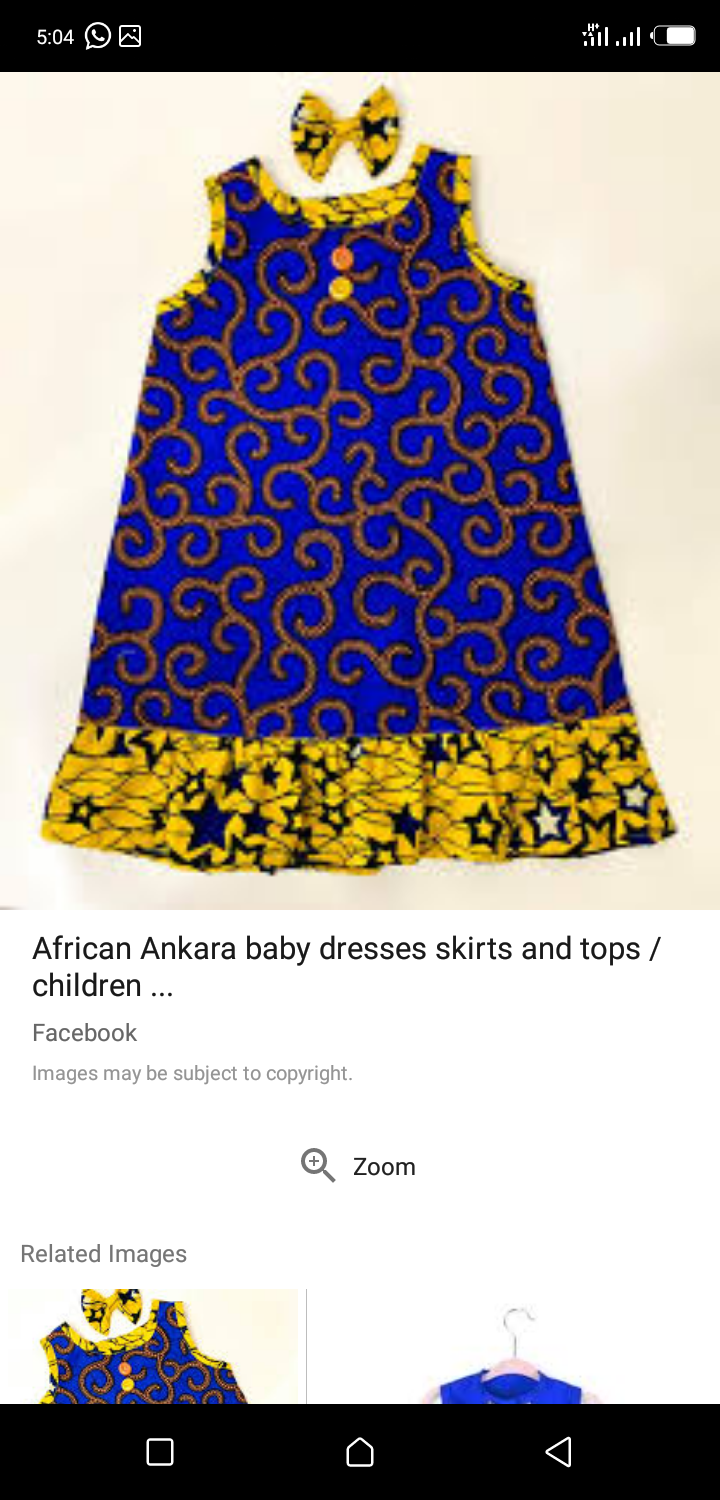 5:04
H+
African Ankara baby dresses skirts and tops /
children ...
Facebook
Images may be subject to copyright.
Zoom
Related Images